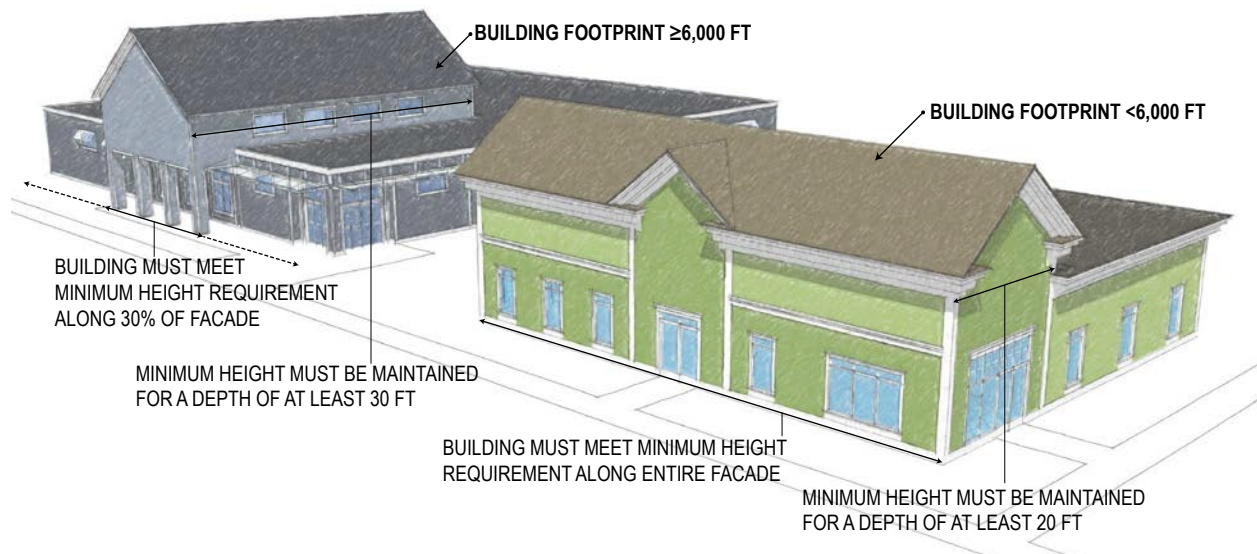 BUILDING FOOTPRINT ≥6,000 FT
BUILDING FOOTPRINT <6,000 FT
BUILDING MUST MEET
MINIMUM HEIGHT REQUIREMENT
ALONG 30% OF FACADE
MINIMUM HEIGHT MUST BE MAINTAINED
FOR A DEPTH OF AT LEAST 30 FT
BUILDING MUST MEET MINIMUM HEIGHT
REQUIREMENT ALONG ENTIRE FACADE
MINIMUM HEIGHT MUST BE MAINTAINED
FOR A DEPTH OF AT LEAST 20 FT